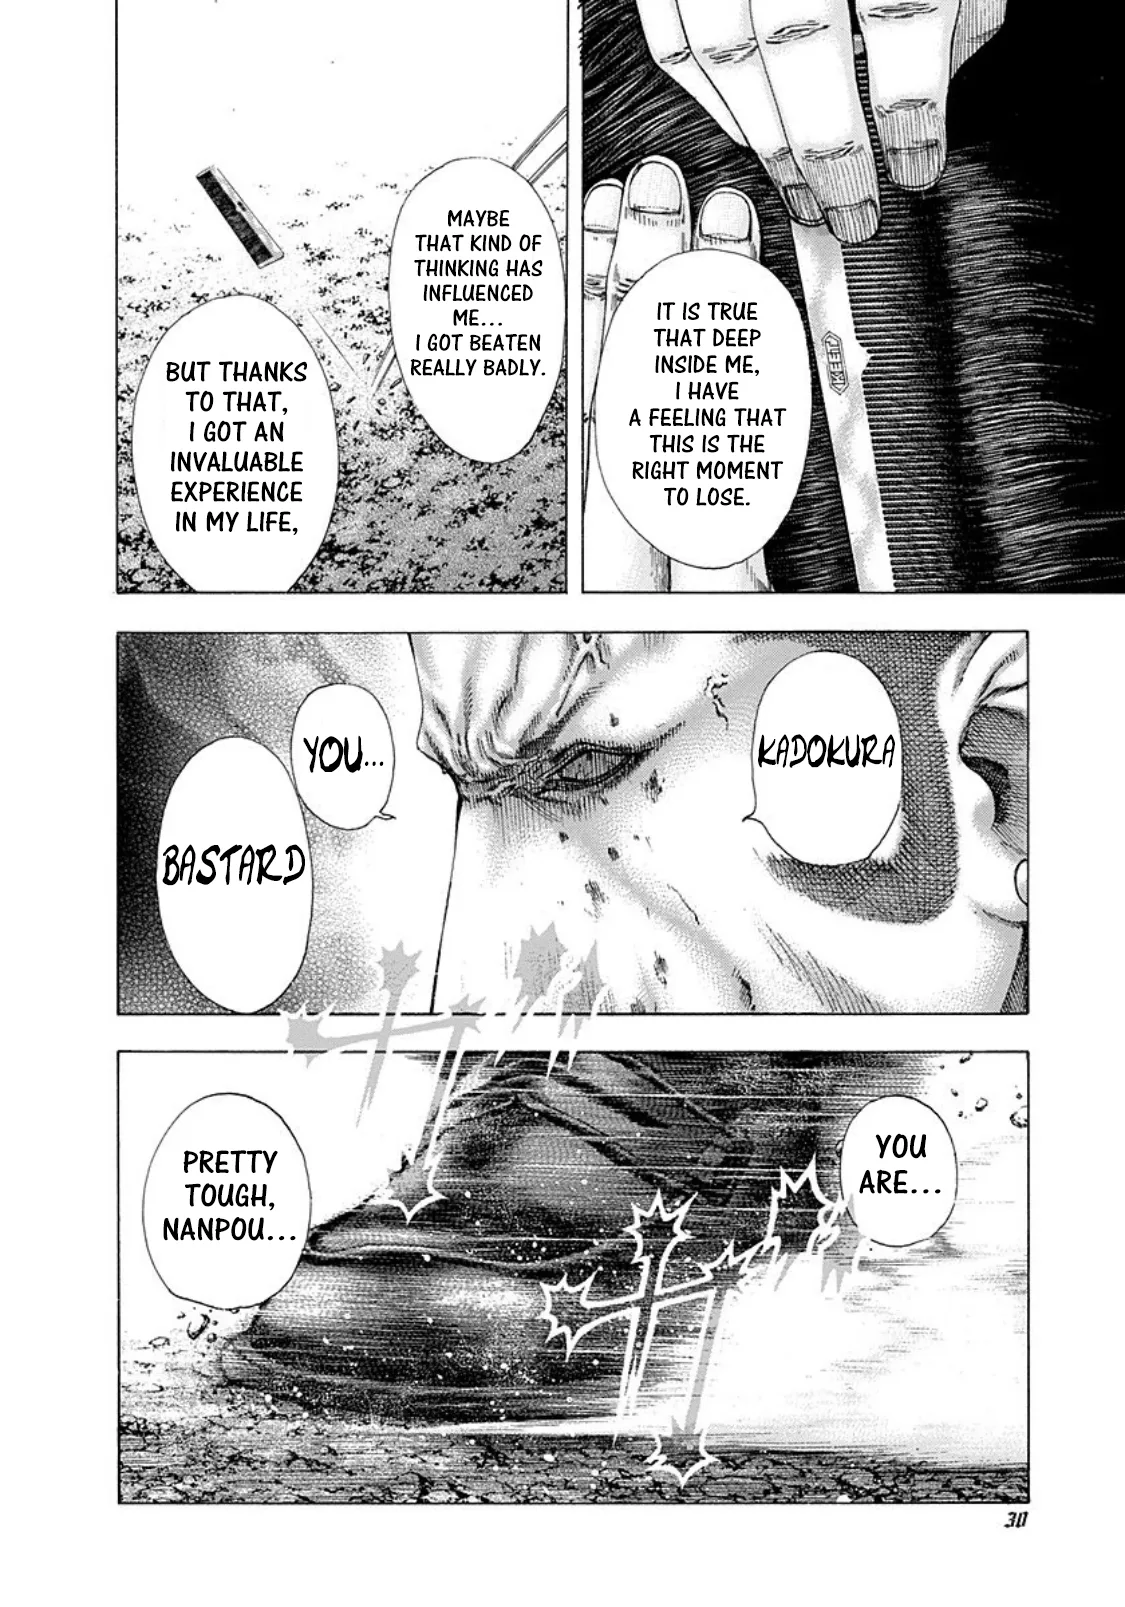 IT IS TRUE
THAT DEEP
INSIDE ME,
I HAVE
A FEELING THAT
THIS IS THE
RIGHT MOMENT
TO LOSE.
MAYBE
THAT KIND OF
THINKING HAS
INFLUENCED
ME...
I GOT BEATEN
REALLY BADLY.
BUT THANKS
TO THAT,
I GOT AN
INVALUABLE
EXPERIENCE
IN MY LIFE,
KADOKURA
YOU...
BASTARD
YOU
ARE...
PRETTY
TOUGH,
NANPOU...
30